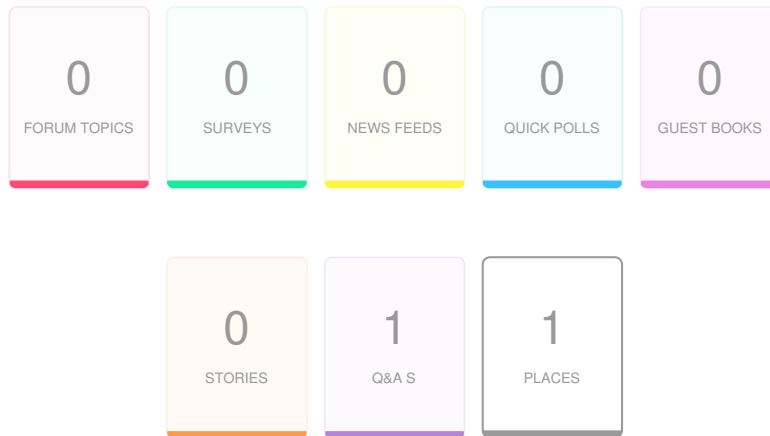 0 0 0 0 0
FORUM TOPICS SURVEYS NEWS FEEDS QUICK POLLS GUEST BOOKS
0 1 1
STORIES Q&A S PLACES